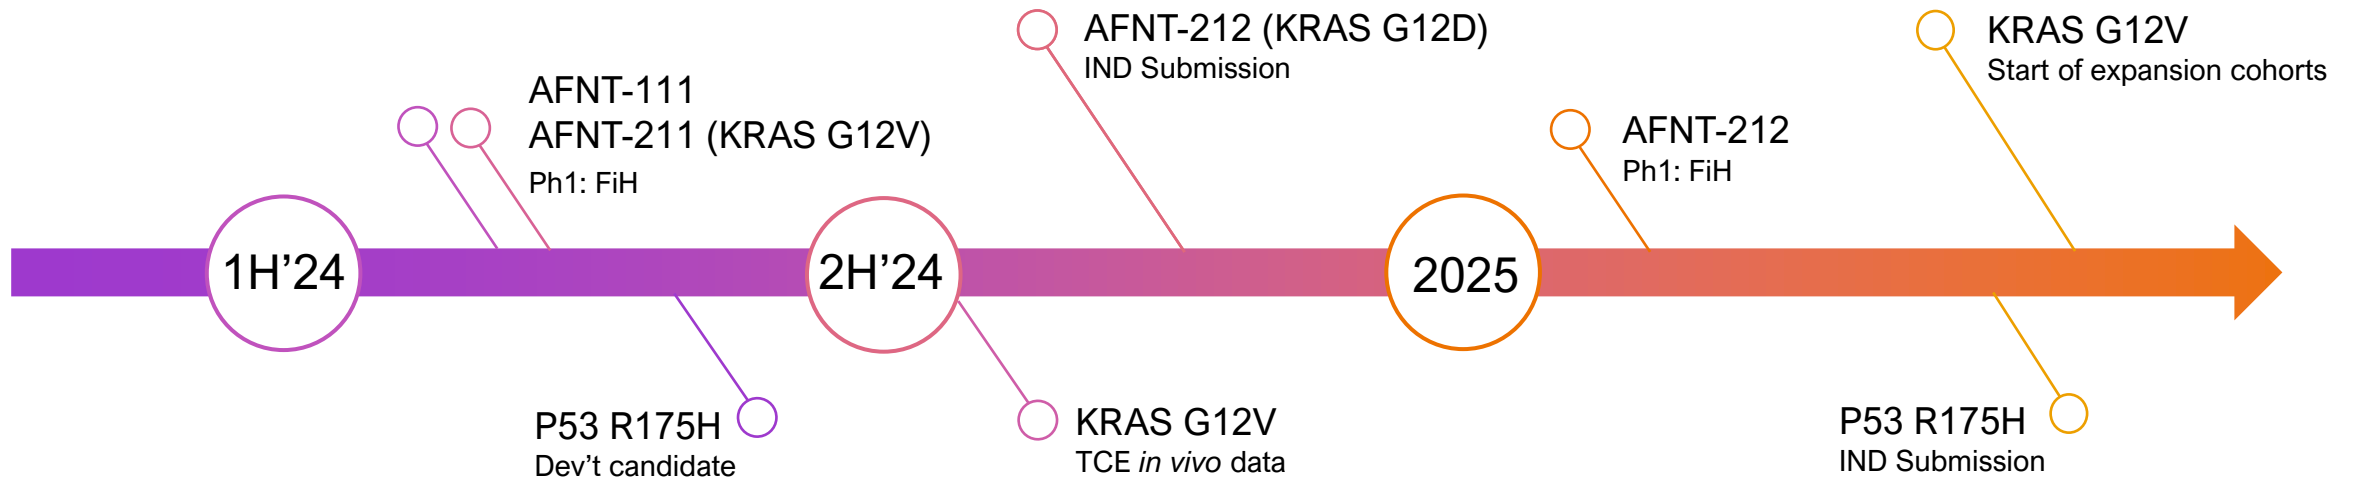 AFNT-212 (KRAS G12D)
IND Submission
KRAS G12V
Start of expansion cohorts
AFNT-111
AFNT-211 (KRAS G12V)
Ph1: FiH
AFNT-212
Ph1: FiH
1H’24
2H’24
2025
P53 R175H
Dev’t candidate
KRAS G12V
TCE in vivo data
P53 R175H
IND Submission